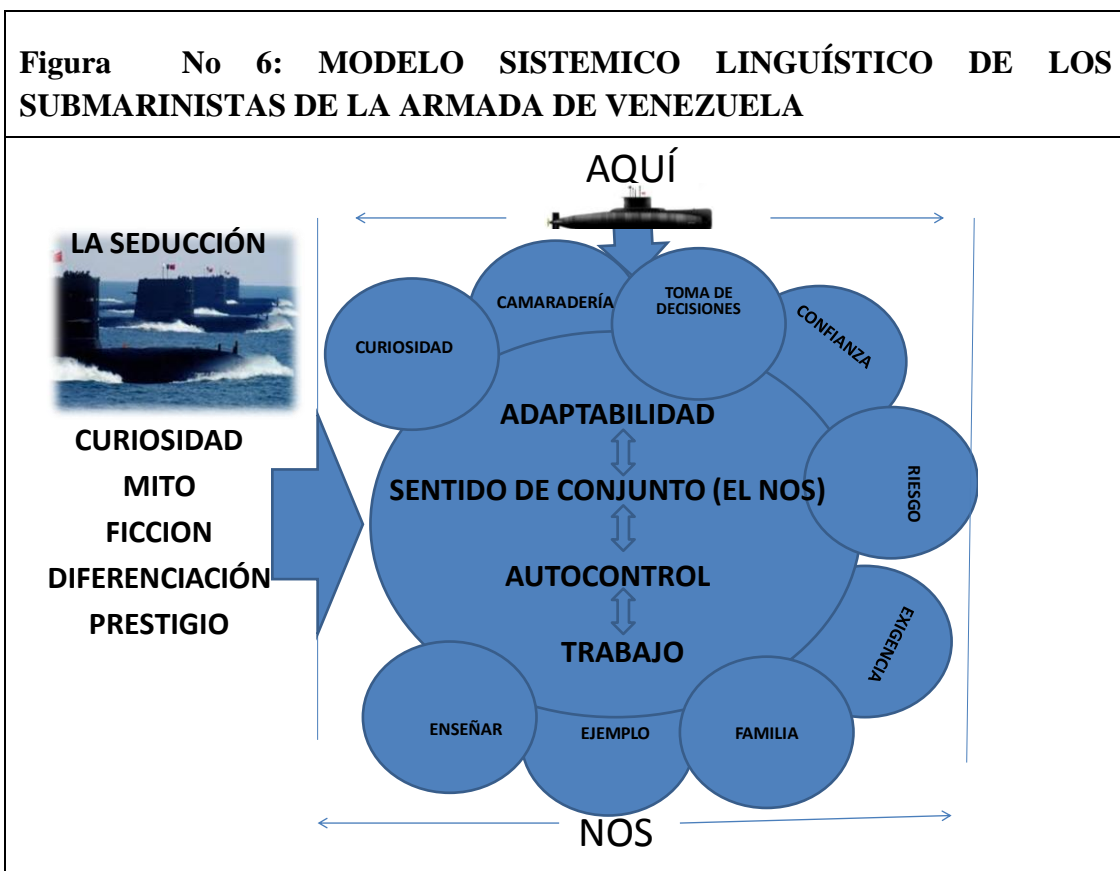 Figura No 6: MODELO SISTEMICO LINGUÍSTICO DE LOS
SUBMARINISTAS DE LA ARMADA DE VENEZUELA
AQUÍ
LA SEDUCCIÓN
CURIOSIDAD
MITO
FICCION
DIFERENCIACIÓN
PRESTIGIO
CURIOSIDAD
CAMARADERÍA
TOMA DE
DECISIONES
CONFIANZA
RIESGO
EXIGENCIA
FAMILIA
EJEMPLO
ENSEÑAR
ADAPTABILIDAD
SENTIDO DE CONJUNTO (EL NOS)
AUTOCONTROL
TRABAJO
NOS